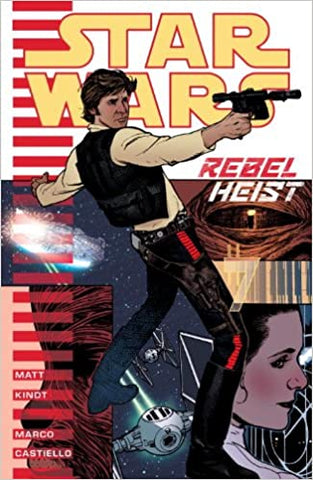 STAR
WARS
REBEL
HEIST
MATT
KINDT
MARCO
CASTIELLO